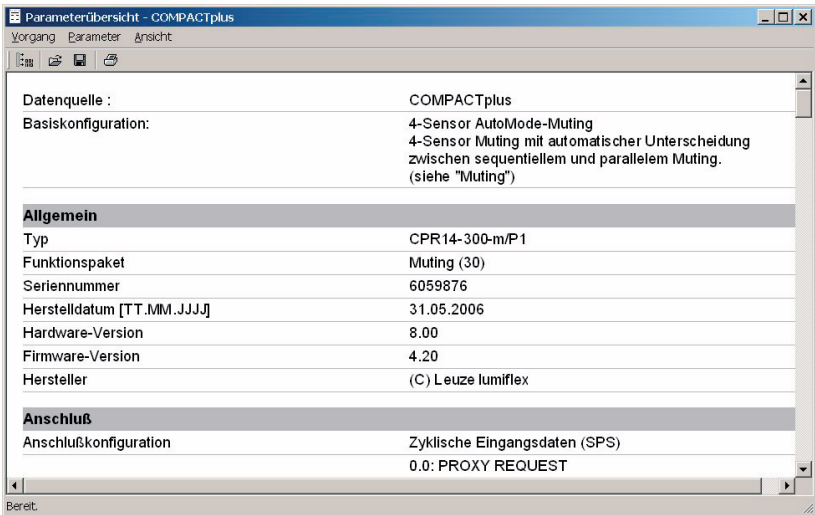 Parameterübersicht - COMPACTplus
Vorgang Parameter Ansicht
Datenquelle : COMPACTplus
Basiskonfiguration: 4-Sensor AutoMode-Muting
4-Sensor Muting mit automatischer Unterscheidung
zwischen sequentiellem und parallelem Muting.
(siehe "Muting")
Allgemein
Typ CPR14-300-m/P1
Funktionspaket Muting (30)
Seriennummer 6059876
Herstelldatum [TT.MM.JJJJ] 31.05.2006
Hardware-Version 8.00
Firmware-Version 4.20
Hersteller (C) Leuze lumiflex
Anschluß
Anschlußkonfiguration Zyklische Eingangsdaten (SPS)
0.0: PROXY REQUEST
Bereit.